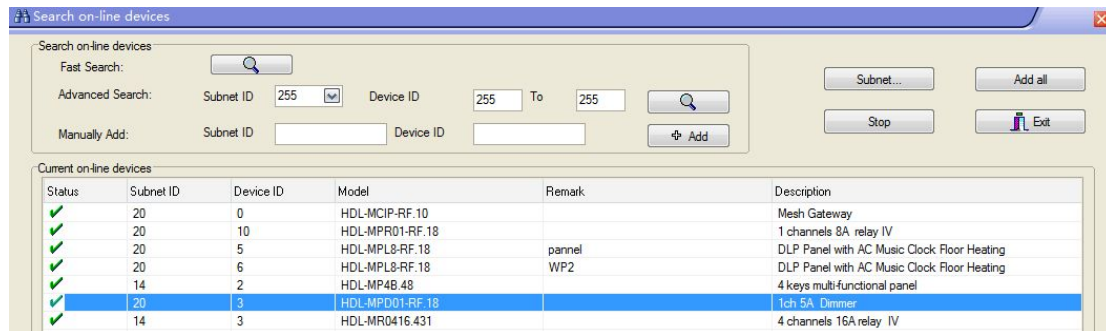 Search on-line devices
Search on-line devices
Fast Search:
Subnet...
Add all
Advanced Search: Subnet ID 255 Device ID 255 To 255
Stop
Exit
Manually Add: Subnet ID Device ID Add
Current on-line devices
Status Subnet ID Device ID Model Remark Description
20 0 HDL-MCIP-RF.10 Mesh Gateway
20 10 HDL-MPR01-RF.18 1 channels 8A relay IV
20 5 HDL-MPL8-RF.18 pannel DLP Panel with AC Music Clock Floor Heating
20 6 HDL-MPL8-RF.18 WP2 DLP Panel with AC Music Clock Floor Heating
14 2 HDL-MP4B.48 4 keys multi-functional panel
20 3 HDL-MPD01-RF.18 1ch 5A Dimmer
14 3 HDL-MR0416.431 4 channels 16A relay IV